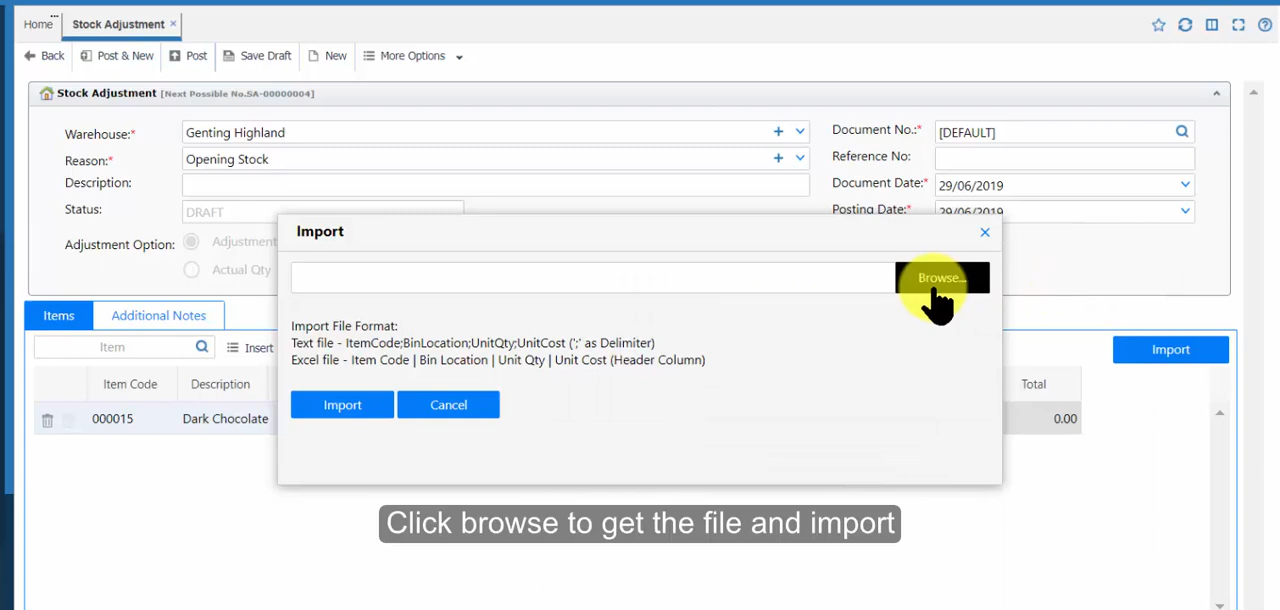 Home
Stock Adjustment ×
Back Post & New Post Save Draft New More Options
Stock Adjustment [Next Possible No.SA-00000004]
Warehouse:* Genting Highland Document No.:* [DEFAULT]
Reason:* Opening Stock Reference No:
Description: Document Date:* 29/06/2019
Status: DRAFT Posting Date:* 29/06/2019
Adjustment Option: Adjustment
Actual Qty
Import
Browse...
Items Additional Notes
Import File Format:
Text file - ItemCode;BinLocation;UnitQty;UnitCost (';' as Delimiter)
Excel file - Item Code | Bin Location | Unit Qty | Unit Cost (Header Column)
Item Insert Import
Item Code Description Total
Import Cancel
000015 Dark Chocolate 0.00
Click browse to get the file and import